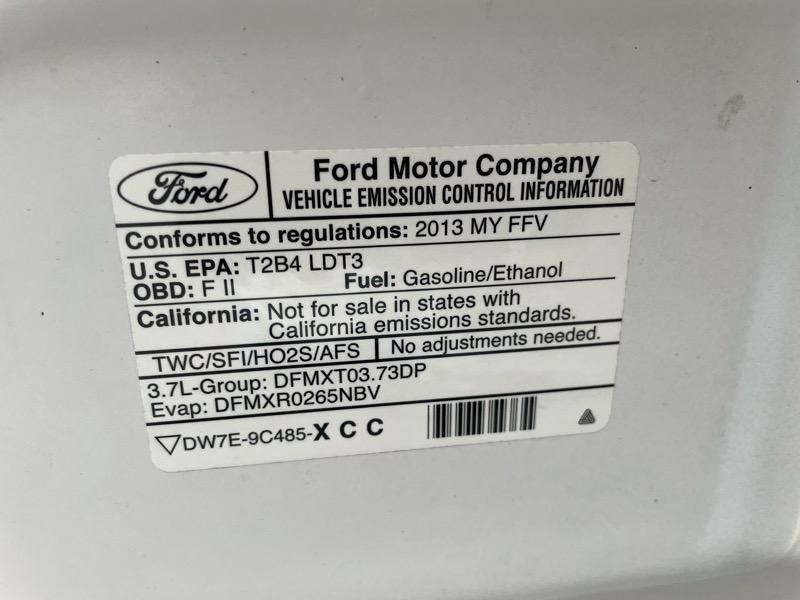 Ford
Ford Motor Company
VEHICLE EMISSION CONTROL INFORMATION
Conforms to regulations: 2013 MY FFV
U.S. EPA: T2B4 LDT3
OBD: F II
Fuel: Gasoline/Ethanol
California: Not for sale in states with
California emissions standards.
TWC/SFI/HO2S/AFS
No adjustments needed.
3.7L-Group: DFMXT03.73DP
Evap: DFMXR0265NBV
DW7E-9C485-X C C